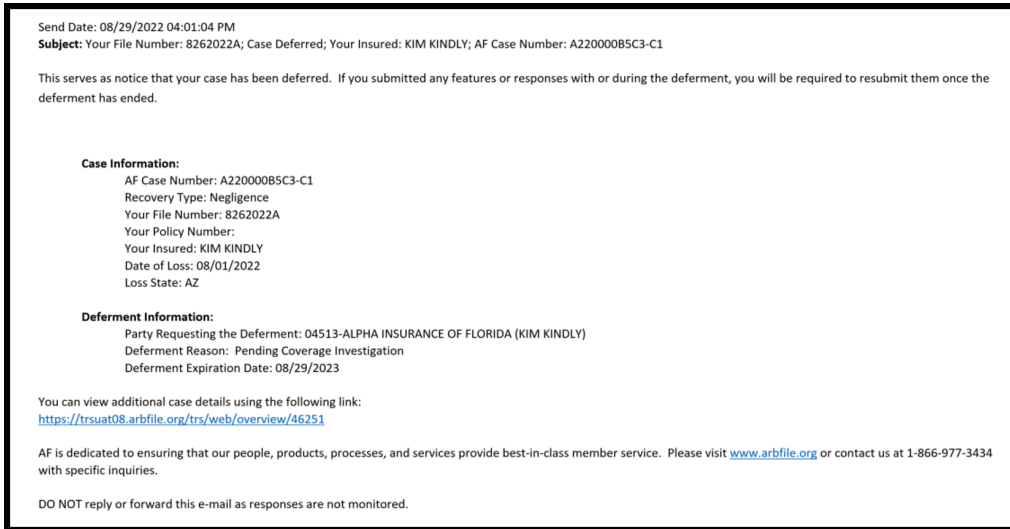 Send Date: 08/29/2022 04:01:04 PM
Subject: Your File Number: 8262022A; Case Deferred; Your Insured: KIM KINDLY; AF Case Number: A220000B5C3-C1
This serves as notice that your case has been deferred.  If you submitted any features or responses with or during the deferment, you will be required to resubmit them once the
deferment has ended.
Case Information:
AF Case Number: A220000B5C3-C1
Recovery Type: Negligence
Your File Number: 8262022A
Your Policy Number:
Your Insured: KIM KINDLY
Date of Loss: 08/01/2022
Loss State: AZ
Deferment Information:
Party Requesting the Deferment: 04513-ALPHA INSURANCE OF FLORIDA (KIM KINDLY)
Deferment Reason:  Pending Coverage Investigation
Deferment Expiration Date: 08/29/2023
You can view additional case details using the following link:
https://trsuat08.arbfile.org/trs/web/overview/46251
AF is dedicated to ensuring that our people, products, processes, and services provide best-in-class member service.  Please visit www.arbfile.org or contact us at 1-866-977-3434
with specific inquiries.
DO NOT reply or forward this e-mail as responses are not monitored.